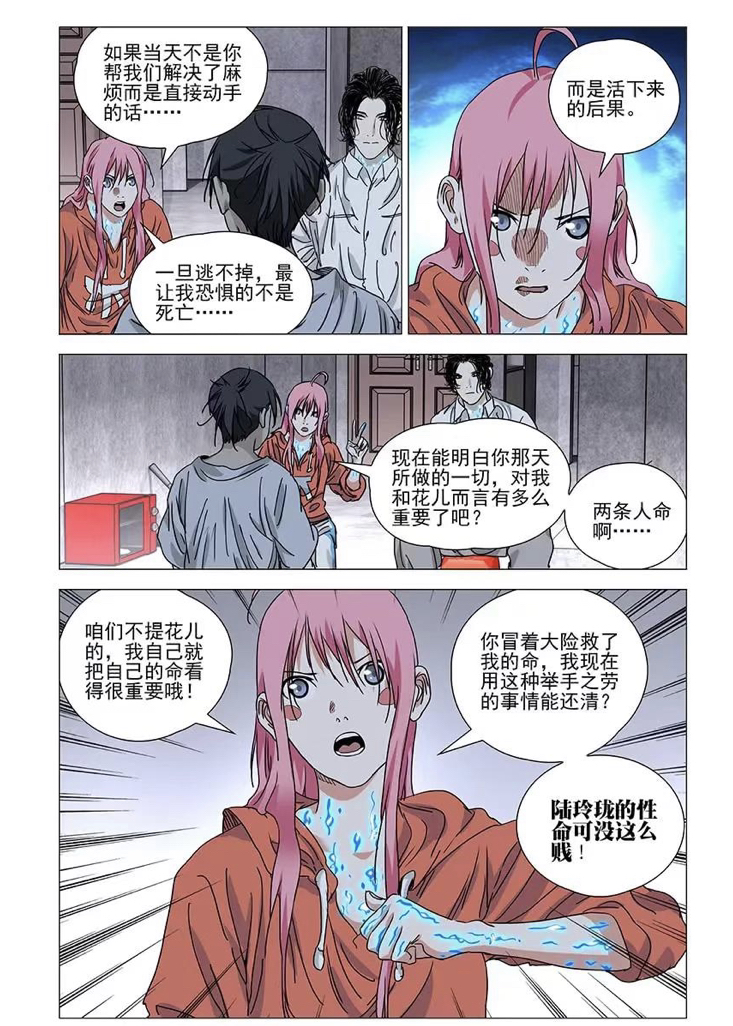 如果当天不是你
帮我们解决了麻
烦而是直接动手
的话……
一旦逃不掉，最
让我恐惧的不是
死亡……
而是活下来
的后果。
现在能明白你那天
所做的一切，对我
和花儿而言有多么
重要了吧？
两条人命
啊……
咱们不提花儿
的，我自己就
把自己的命看
得很重要哦！
你冒着大险救了
我的命，我现在
用这种举手之劳
的事情能还清？
陆玲珑的性
命可没这么
贱！